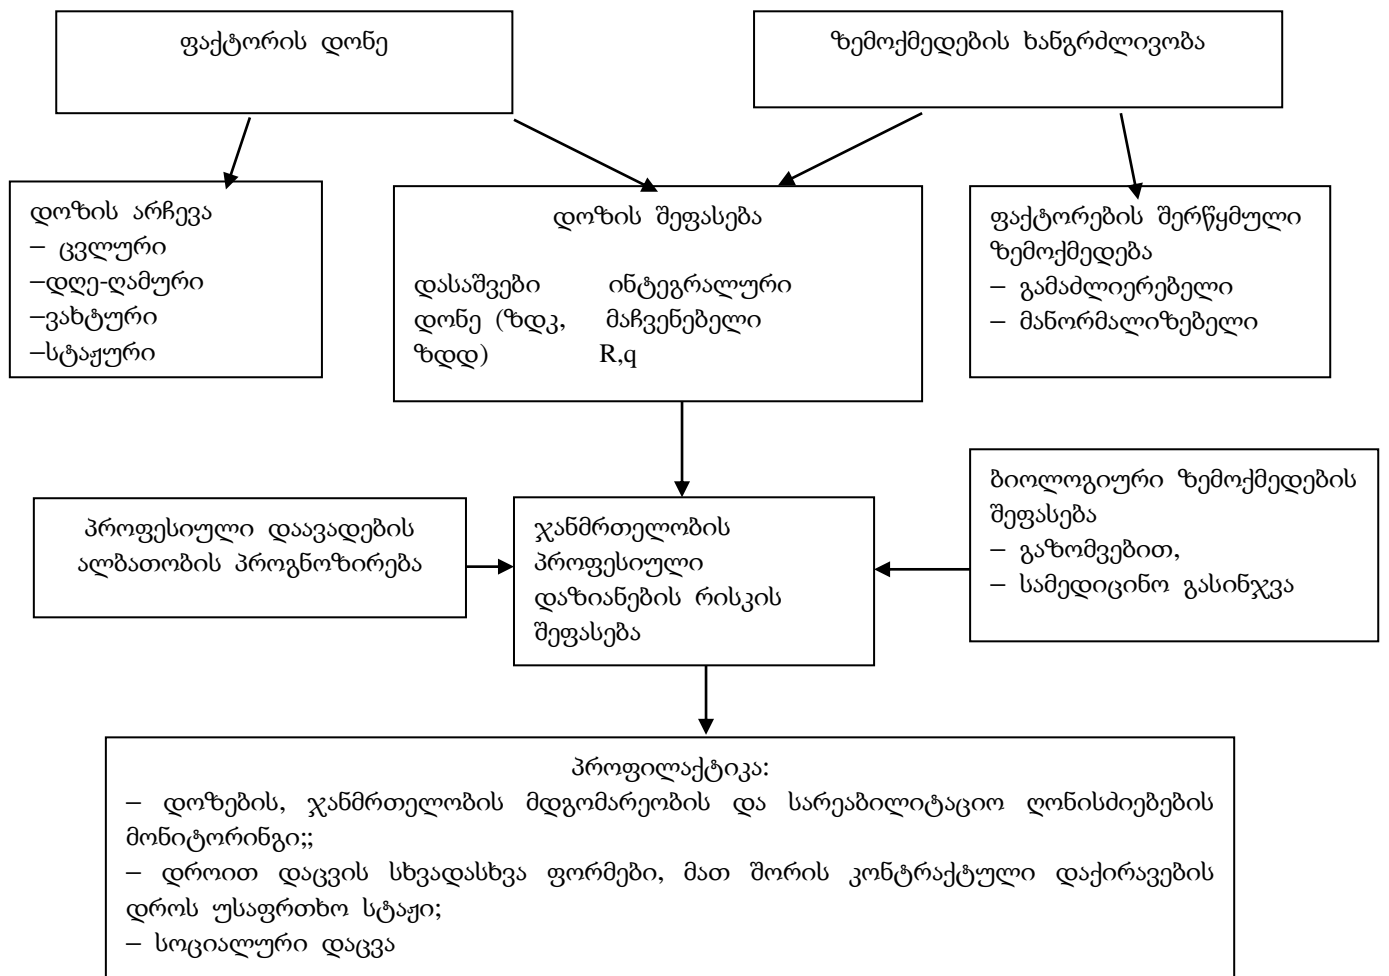 ფაქტორის დონე
ზემოქმედების ხანგრძლივობა
დოზის არჩევა
– ცვლური
–დღე-ღამური
–ვახტური
–სტაჟური
დოზის შეფასება
დასაშვები ინტეგრალური
დონე (ზდკ, მაჩვენებელი
ზდდ) R,q
ფაქტორების შერწყმული
ზემოქმედება
– გამაძლიერებელი
– მანორმალიზებელი
პროფესიული დაავადების
ალბათობის პროგნოზირება
ჯანმრთელობის
პროფესიული
დაზიანების რისკის
შეფასება
ბიოლოგიური ზემოქმედების
შეფასება
– გაზომვებით,
– სამედიცინო გასინჯვა
პროფილაქტიკა:
– დოზების, ჯანმრთელობის მდგომარეობის და სარეაბილიტაციო ღონისძიებების
მონიტორინგი;;
– დროით დაცვის სხვადასხვა ფორმები, მათ შორის კონტრაქტული დაქირავების
დროს უსაფრთხო სტაჟი;
– სოციალური დაცვა